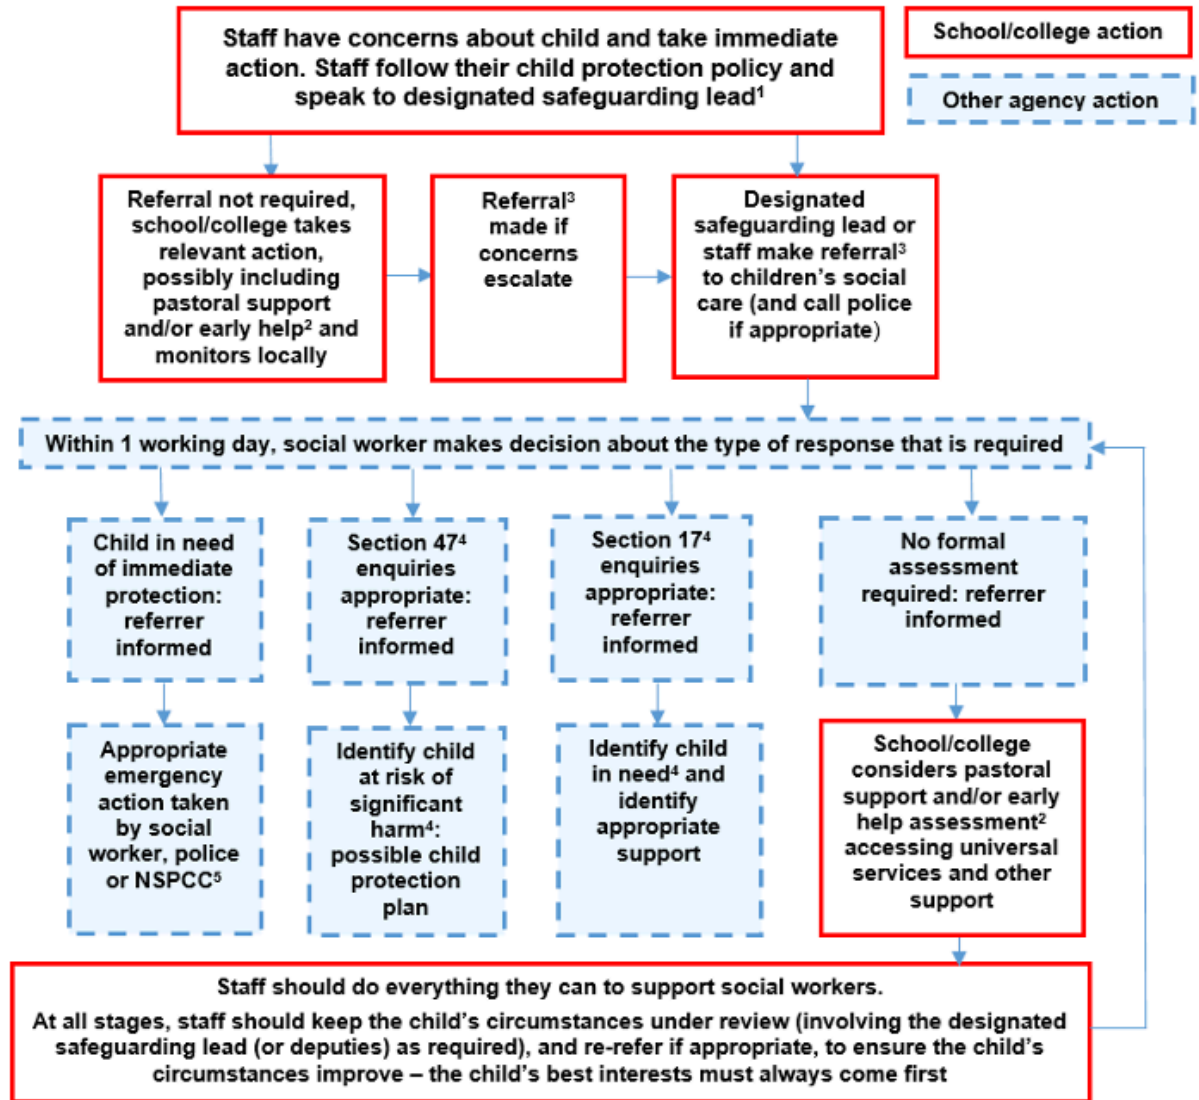 Staff have concerns about child and take immediate
action. Staff follow their child protection policy and
speak to designated safeguarding lead¹
School/college action
Other agency action
Referral not required,
school/college takes
relevant action,
possibly including
pastoral support
and/or early help² and
monitors locally
Referral³
made if
concerns
escalate
Designated
safeguarding lead or
staff make referral³
to children’s social
care (and call police
if appropriate)
Within 1 working day, social worker makes decision about the type of response that is required
Child in need
of immediate
protection:
referrer
informed
Section 47⁴
enquiries
appropriate:
referrer
informed
Section 17⁴
enquiries
appropriate:
referrer
informed
No formal
assessment
required: referrer
informed
Appropriate
emergency
action taken
by social
worker, police
or NSPCC⁵
Identify child
at risk of
significant
harm⁴:
possible child
protection
plan
Identify child
in need⁴ and
identify
appropriate
support
School/college
considers pastoral
support and/or early
help assessment²
accessing universal
services and other
support
Staff should do everything they can to support social workers.
At all stages, staff should keep the child’s circumstances under review (involving the designated
safeguarding lead (or deputies) as required), and re-refer if appropriate, to ensure the child’s
circumstances improve – the child’s best interests must always come first